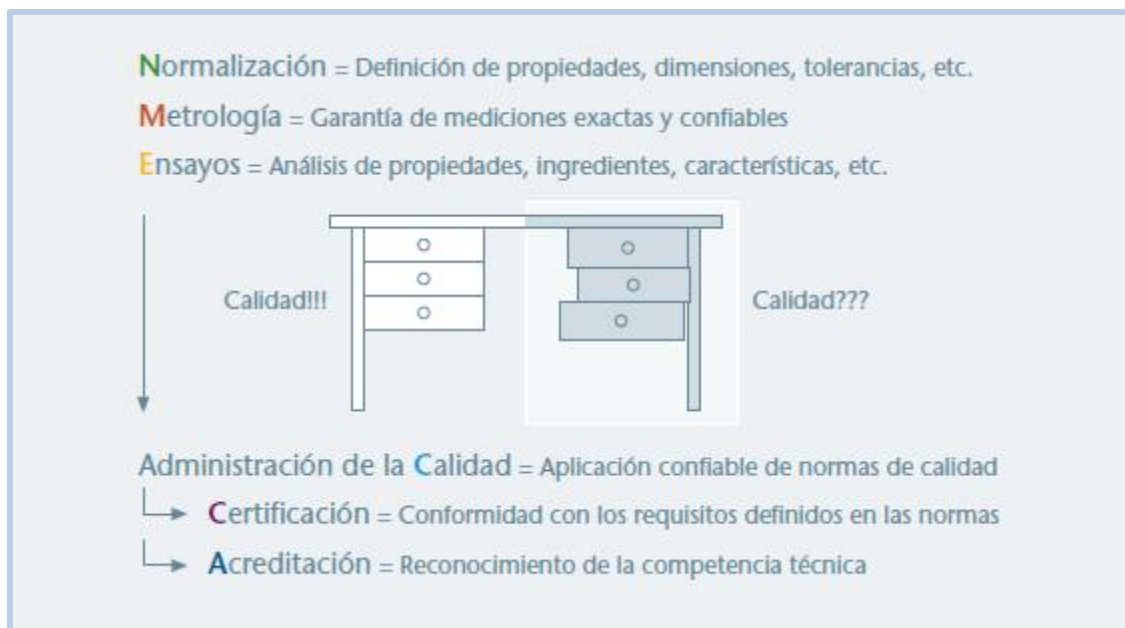 Normalización = Definición de propiedades, dimensiones, tolerancias, etc.
Metrología = Garantía de mediciones exactas y confiables
Ensayos = Análisis de propiedades, ingredientes, características, etc.
Calidad!!!
Calidad???
Administración de la Calidad = Aplicación confiable de normas de calidad
Certificación = Conformidad con los requisitos definidos en las normas
Acreditación = Reconocimiento de la competencia técnica